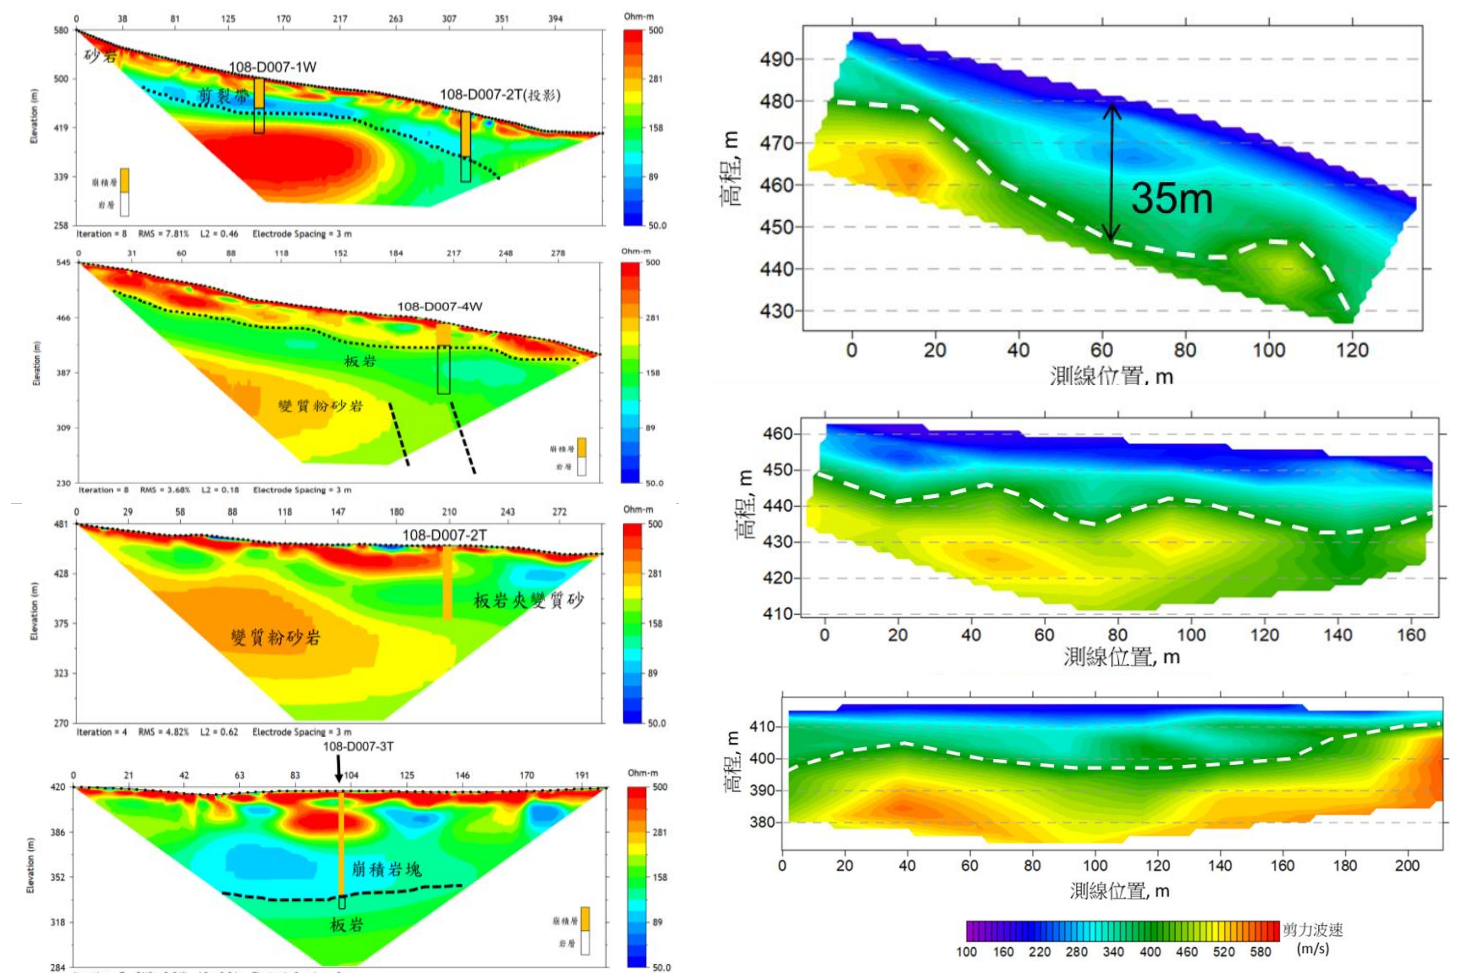 0 38 81 125 170 217 263 307 351 394 Ohm-m
580 500
砂岩
108-D007-1W
500 281
剪裂帶
108-D007-2T(投影)
Elevation (m)
419 158
339 89
崩積層
岩層
258 50.0
Iteration = 8 RMS = 7.81% L2 = 0.46 Electrode Spacing = 3 m
0 31 60 88 118 152 184 217 248 278 Ohm-m
545 500
108-D007-4W
466 281
Elevation (m)
板岩
387 158
變質粉砂岩
309 89
崩積層
岩層
230 50.0
Iteration = 8 RMS = 3.68% L2 = 0.18 Electrode Spacing = 3 m
0 29 58 88 118 147 180 210 243 272 Ohm-m
481 500
108-D007-2T
428 281
Elevation (m)
板岩夾變質砂
375 158
變質粉砂岩
323 89
270 50.0
Iteration = 4 RMS = 4.82% L2 = 0.62 Electrode Spacing = 3 m
108-D007-3T
0 21 42 63 83 104 125 146 170 191 Ohm-m
420 500
386 281
Elevation (m)
崩積岩塊
352 158
板岩
318 89
崩積層
岩層
284 50.0
490
480
470
高程, m
460
35m
450
440
430
0 20 40 60 80 100 120
測線位置, m
460
450
高程, m
440
430
420
410
0 20 40 60 80 100 120 140 160
測線位置, m
410
高程, m
400
390
380
0 20 40 60 80 100 120 140 160 180 200
測線位置, m
剪力波速
(m/s)
100 160 220 280 340 400 460 520 580